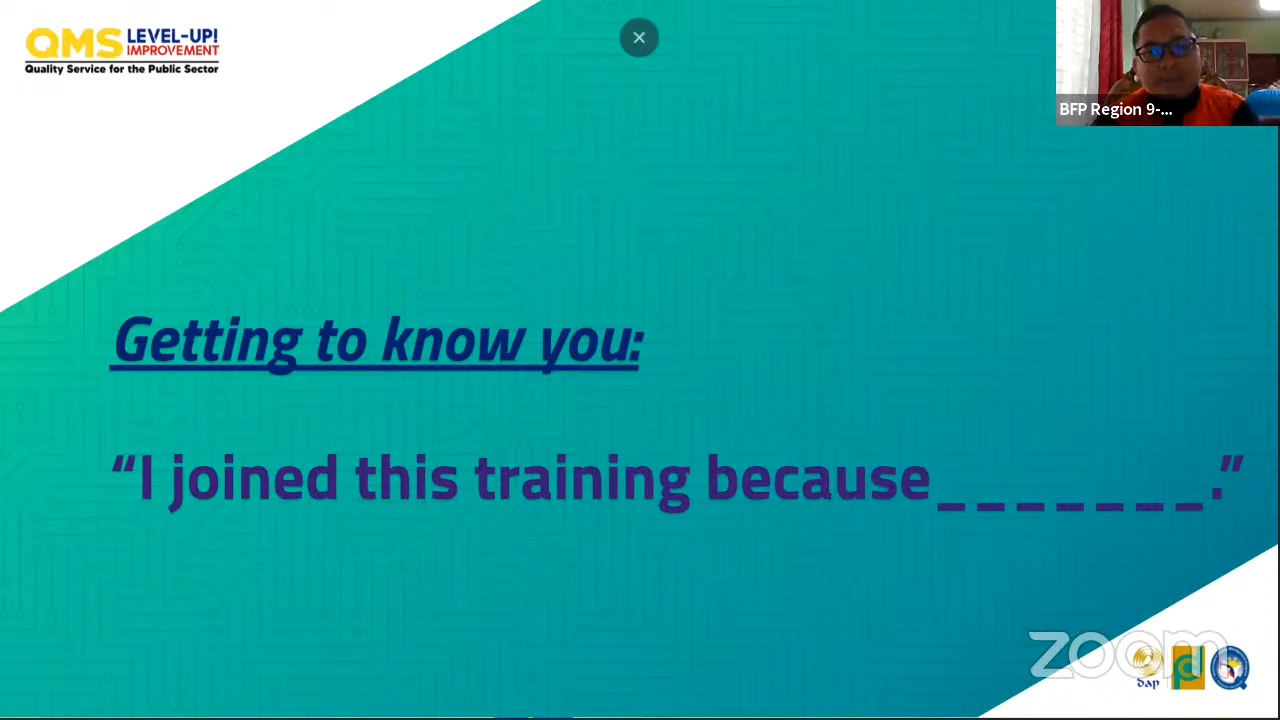 QMS LEVEL-UP!
IMPROVEMENT
Quality Service for the Public Sector
BFP Region 9-...
Getting to know you:
“I joined this training because_ _ _ _ _ _ _.”
zoom
dap